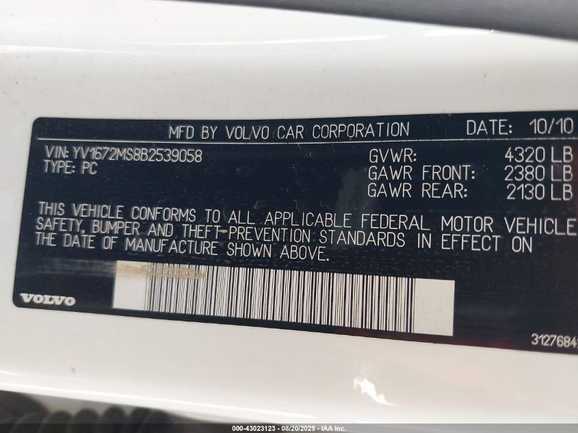 MFD BY VOLVO CAR CORPORATION DATE: 10/10
VIN: YV1672MS8B2539058 GVWR: 4320 LB
TYPE: PC GAWR FRONT: 2380 LB
GAWR REAR: 2130 LB
THIS VEHICLE CONFORMS TO ALL APPLICABLE FEDERAL MOTOR VEHICLE
SAFETY, BUMPER AND THEFT-PREVENTION STANDARDS IN EFFECT ON
THE DATE OF MANUFACTURE SHOWN ABOVE.
VOLVO
3127684
000-43023123 - 08/20/2025 - IAA Inc.